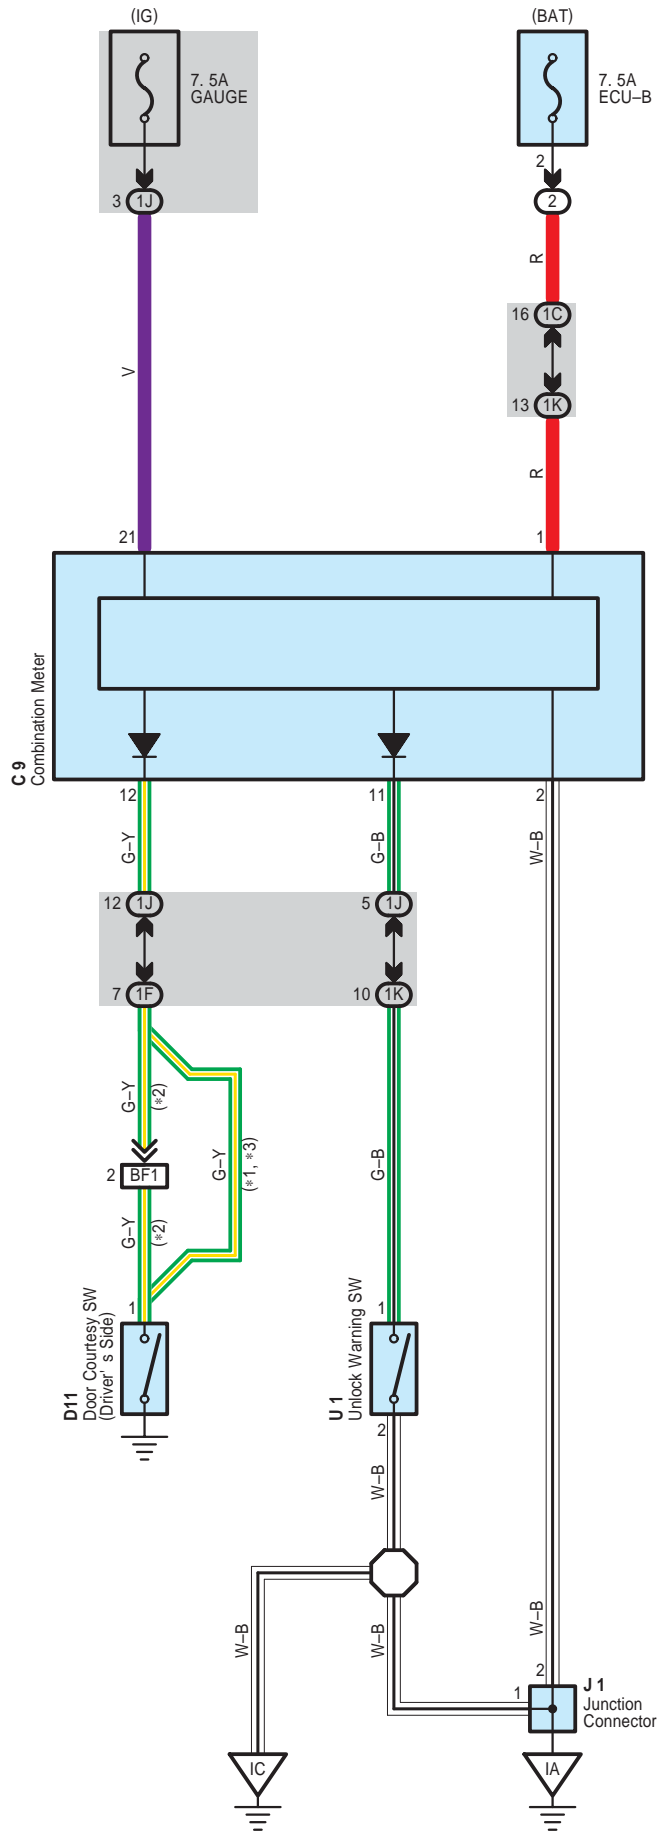 (IG)
(BAT)
7. 5A
GAUGE
7. 5A
ECU–B
2
3
1J
2
R
16
1C
V
13
1K
R
21
1
C 9
Combination Meter
12
11
2
G–Y
G–B
W–B
12
1J
5
1J
7
1F
10
1K
G–Y
(*2)
G–Y
(*1, *3)
G–B
2
BF1
G–Y
(*2)
1
1
D11
Door Courtesy SW
(Driver' s Side)
U 1
Unlock Warning SW
2
W–B
W–B
W–B
W–B
2
1
J 1
Junction
Connector
IC
IA